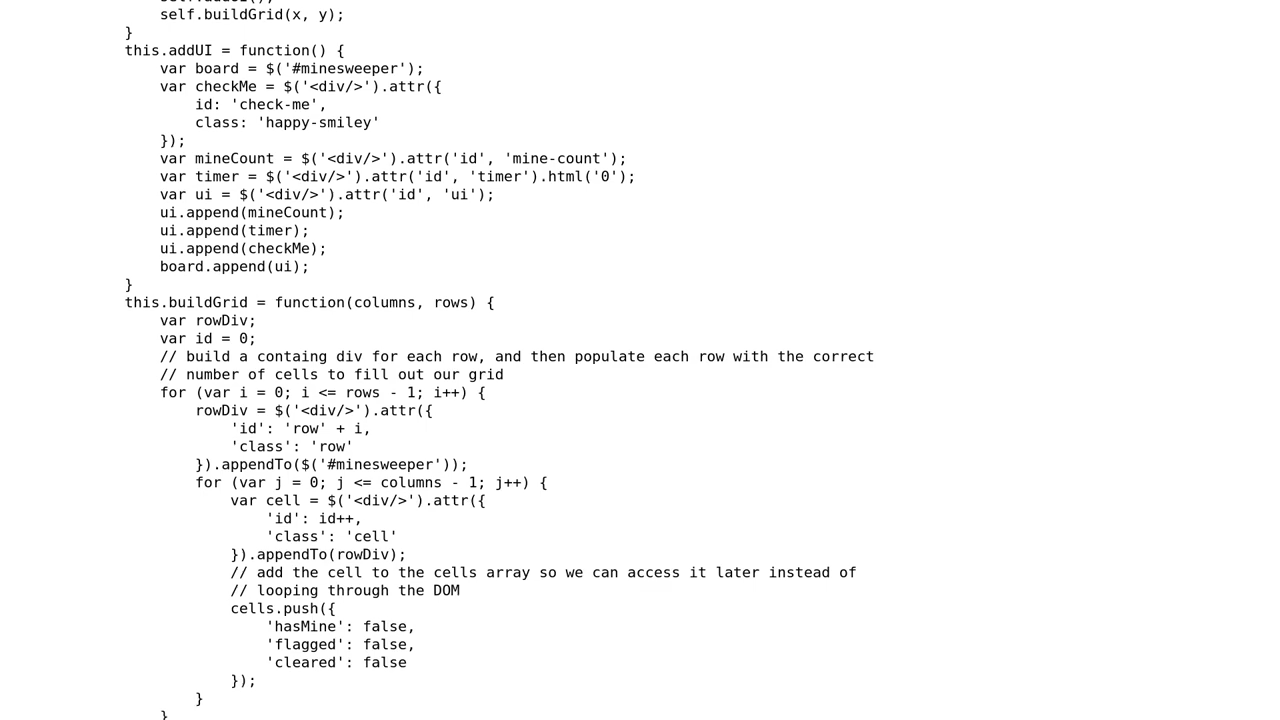 self.buildGrid(x, y);
}
this.addUI = function() {
var board = $('#minesweeper');
var checkMe = $('<div/>').attr({
id: 'check-me',
class: 'happy-smiley'
});
var mineCount = $('<div/>').attr('id', 'mine-count');
var timer = $('<div/>').attr('id', 'timer').html('0');
var ui = $('<div/>').attr('id', 'ui');
ui.append(mineCount);
ui.append(timer);
ui.append(checkMe);
board.append(ui);
}
this.buildGrid = function(columns, rows) {
var rowDiv;
var id = 0;
// build a containg div for each row, and then populate each row with the correct
// number of cells to fill out our grid
for (var i = 0; i <= rows - 1; i++) {
rowDiv = $('<div/>').attr({
'id': 'row' + i,
'class': 'row'
}).appendTo($('#minesweeper'));
for (var j = 0; j <= columns - 1; j++) {
var cell = $('<div/>').attr({
'id': id++,
'class': 'cell'
}).appendTo(rowDiv);
// add the cell to the cells array so we can access it later instead of
// looping through the DOM
cells.push({
'hasMine': false,
'flagged': false,
'cleared': false
});
}
}